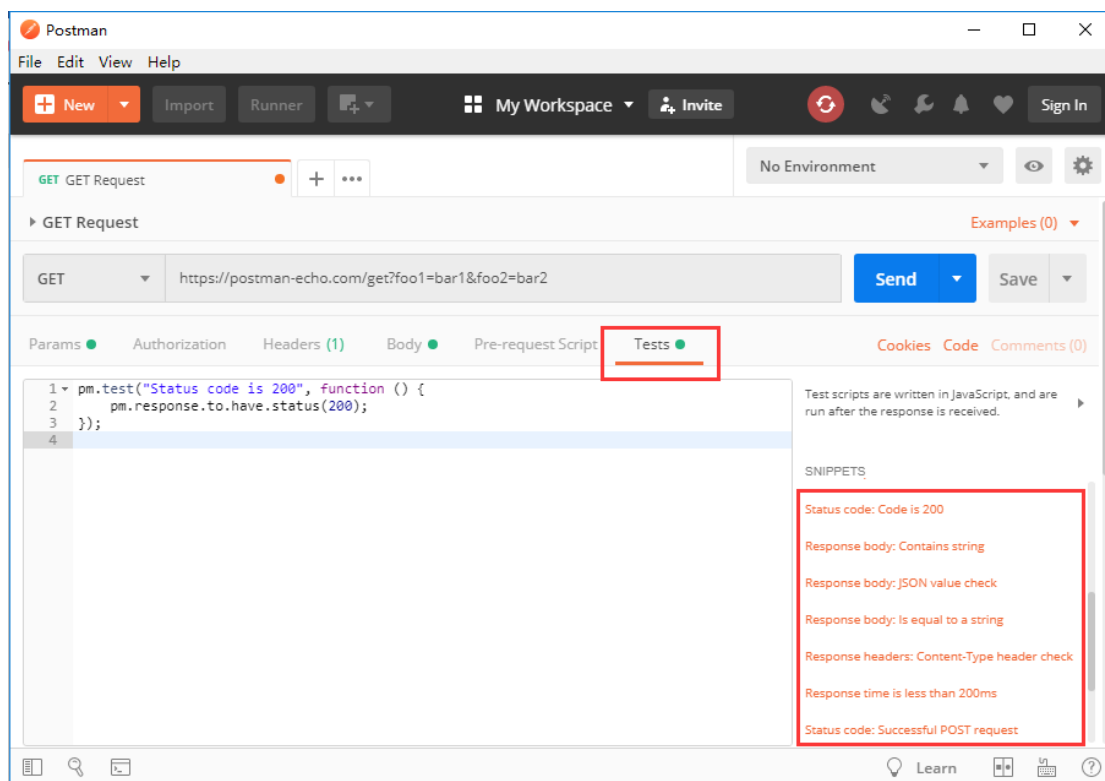 Postman
File Edit View Help
New Import Runner My Workspace Invite Sign In
GET GET Request No Environment
GET Request Examples (0)
GET https://postman-echo.com/get?foo1=bar1&foo2=bar2 Send Save
Params Authorization Headers (1) Body Pre-request Script Tests Cookies Code Comments (0)
1 pm.test("Status code is 200", function () {
2 pm.response.to.have.status(200);
3 });
4
Test scripts are written in JavaScript, and are
run after the response is received.
SNIPPETS
Status code: Code is 200
Response body: Contains string
Response body: JSON value check
Response body: Is equal to a string
Response headers: Content-Type header check
Response time is less than 200ms
Status code: Successful POST request
Learn